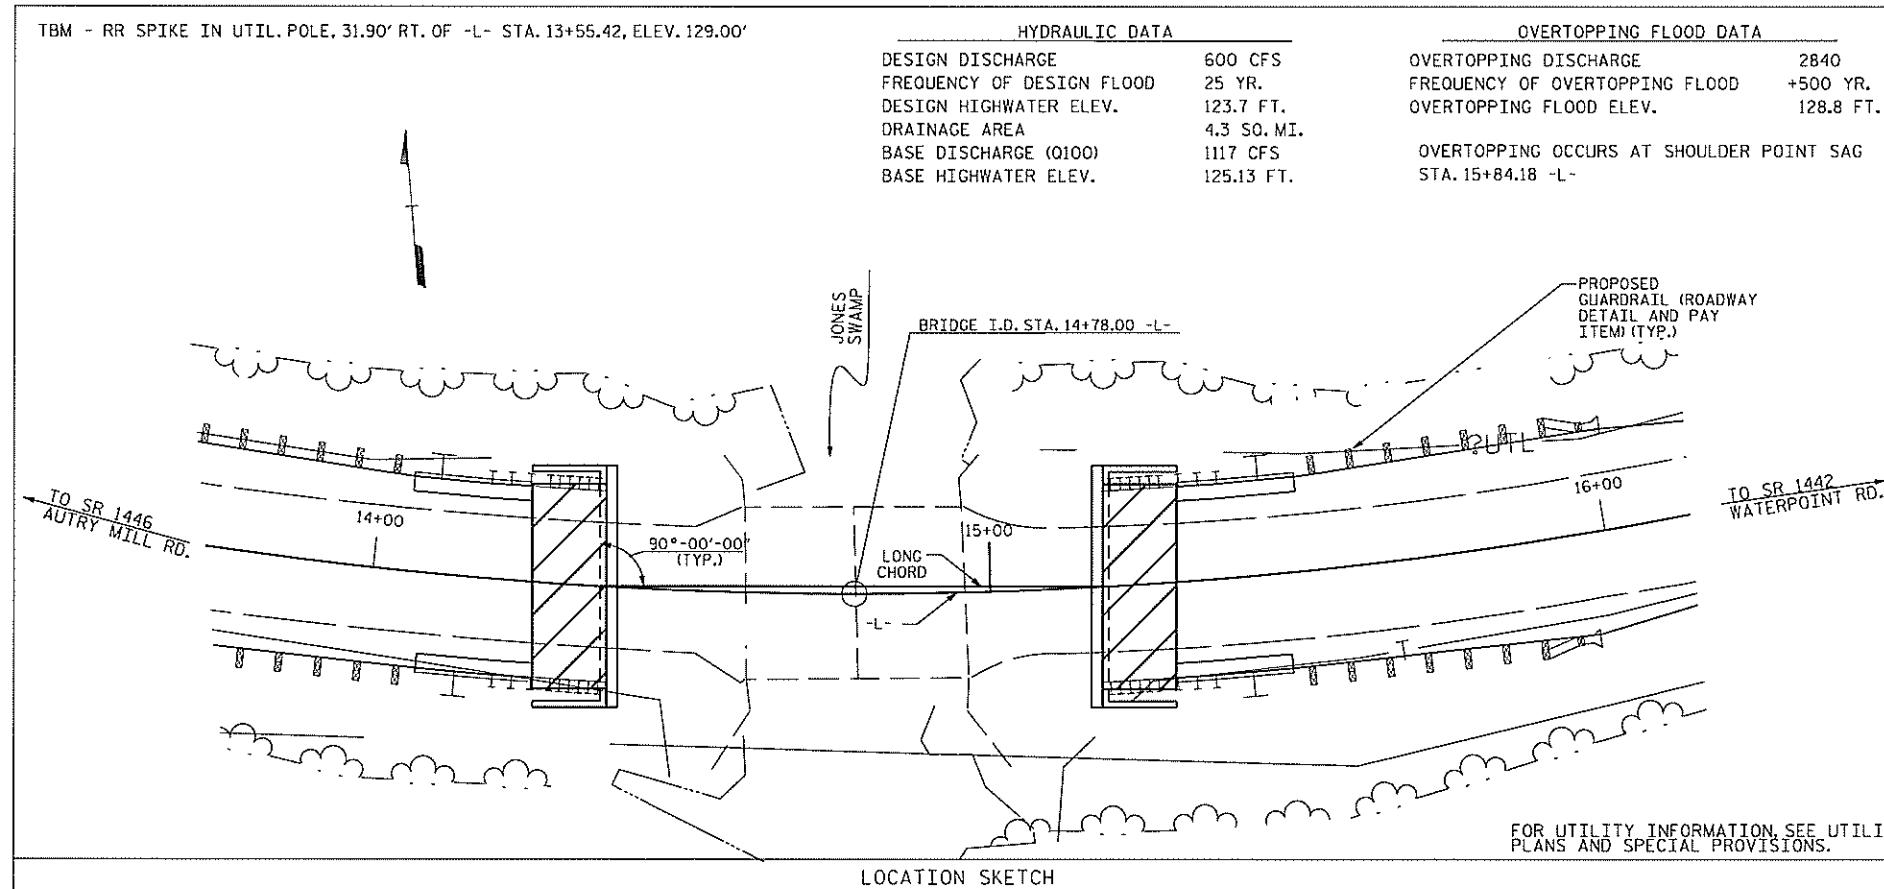 TBM - RR SPIKE IN UTIL. POLE, 31.90' RT. OF -L- STA. 13+55.42, ELEV. 129.00'
HYDRAULIC DATA
DESIGN DISCHARGE 600 CFS
FREQUENCY OF DESIGN FLOOD 25 YR.
DESIGN HIGHWATER ELEV. 123.7 FT.
DRAINAGE AREA 4.3 SQ. MI.
BASE DISCHARGE (Q100) 1117 CFS
BASE HIGHWATER ELEV. 125.13 FT.
OVERTOPPING FLOOD DATA
OVERTOPPING DISCHARGE 2840
FREQUENCY OF OVERTOPPING FLOOD +500 YR.
OVERTOPPING FLOOD ELEV. 128.8 FT.
OVERTOPPING OCCURS AT SHOULDER POINT SAG
STA. 15+84.18 -L-
JONES
SWAMP
BRIDGE I.D. STA. 14+78.00 -L-
PROPOSED
GUARDRAIL (ROADWAY
DETAIL AND PAY
ITEM) (TYP.)
?UTL
TO SR 1446
AUTRY MILL RD.
14+00
90°-00'-00"
(TYP.)
LONG
CHORD
15+00
-L-
16+00
TO SR 1442
WATERPOINT RD.
T
FOR UTILITY INFORMATION, SEE UTILI
PLANS AND SPECIAL PROVISIONS.
LOCATION SKETCH